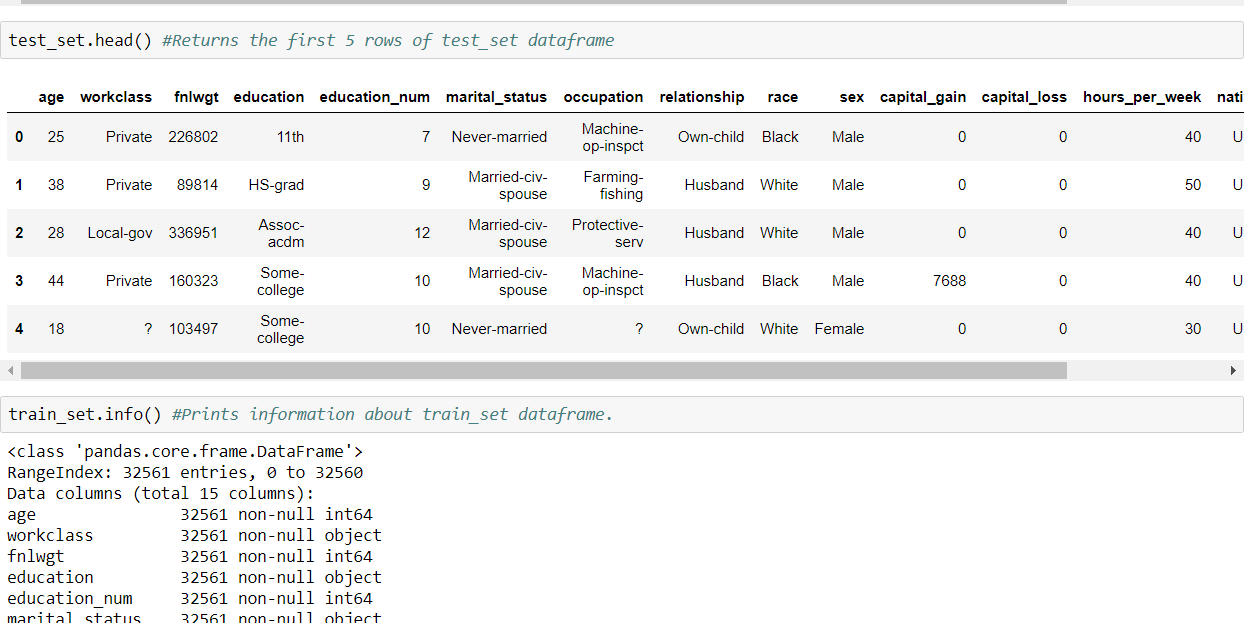 test_set.head() #Returns the first 5 rows of test_set dataframe
age workclass fnlwgt education education_num marital_status occupation relationship race sex capital_gain capital_loss hours_per_week nati
0 25 Private 226802 11th 7 Never-married Machine-op-inspct Own-child Black Male 0 0 40 U
1 38 Private 89814 HS-grad 9 Married-civ-spouse Farming-fishing Husband White Male 0 0 50 U
2 28 Local-gov 336951 Assoc-acdm 12 Married-civ-spouse Protective-serv Husband White Male 0 0 40 U
3 44 Private 160323 Some-college 10 Married-civ-spouse Machine-op-inspct Husband Black Male 7688 0 40 U
4 18 ? 103497 Some-college 10 Never-married ? Own-child White Female 0 0 30 U
train_set.info() #Prints information about train_set dataframe.
<class 'pandas.core.frame.DataFrame'>
RangeIndex: 32561 entries, 0 to 32560
Data columns (total 15 columns):
age 32561 non-null int64
workclass 32561 non-null object
fnlwgt 32561 non-null int64
education 32561 non-null object
education_num 32561 non-null int64
marital_status 32561 non-null object